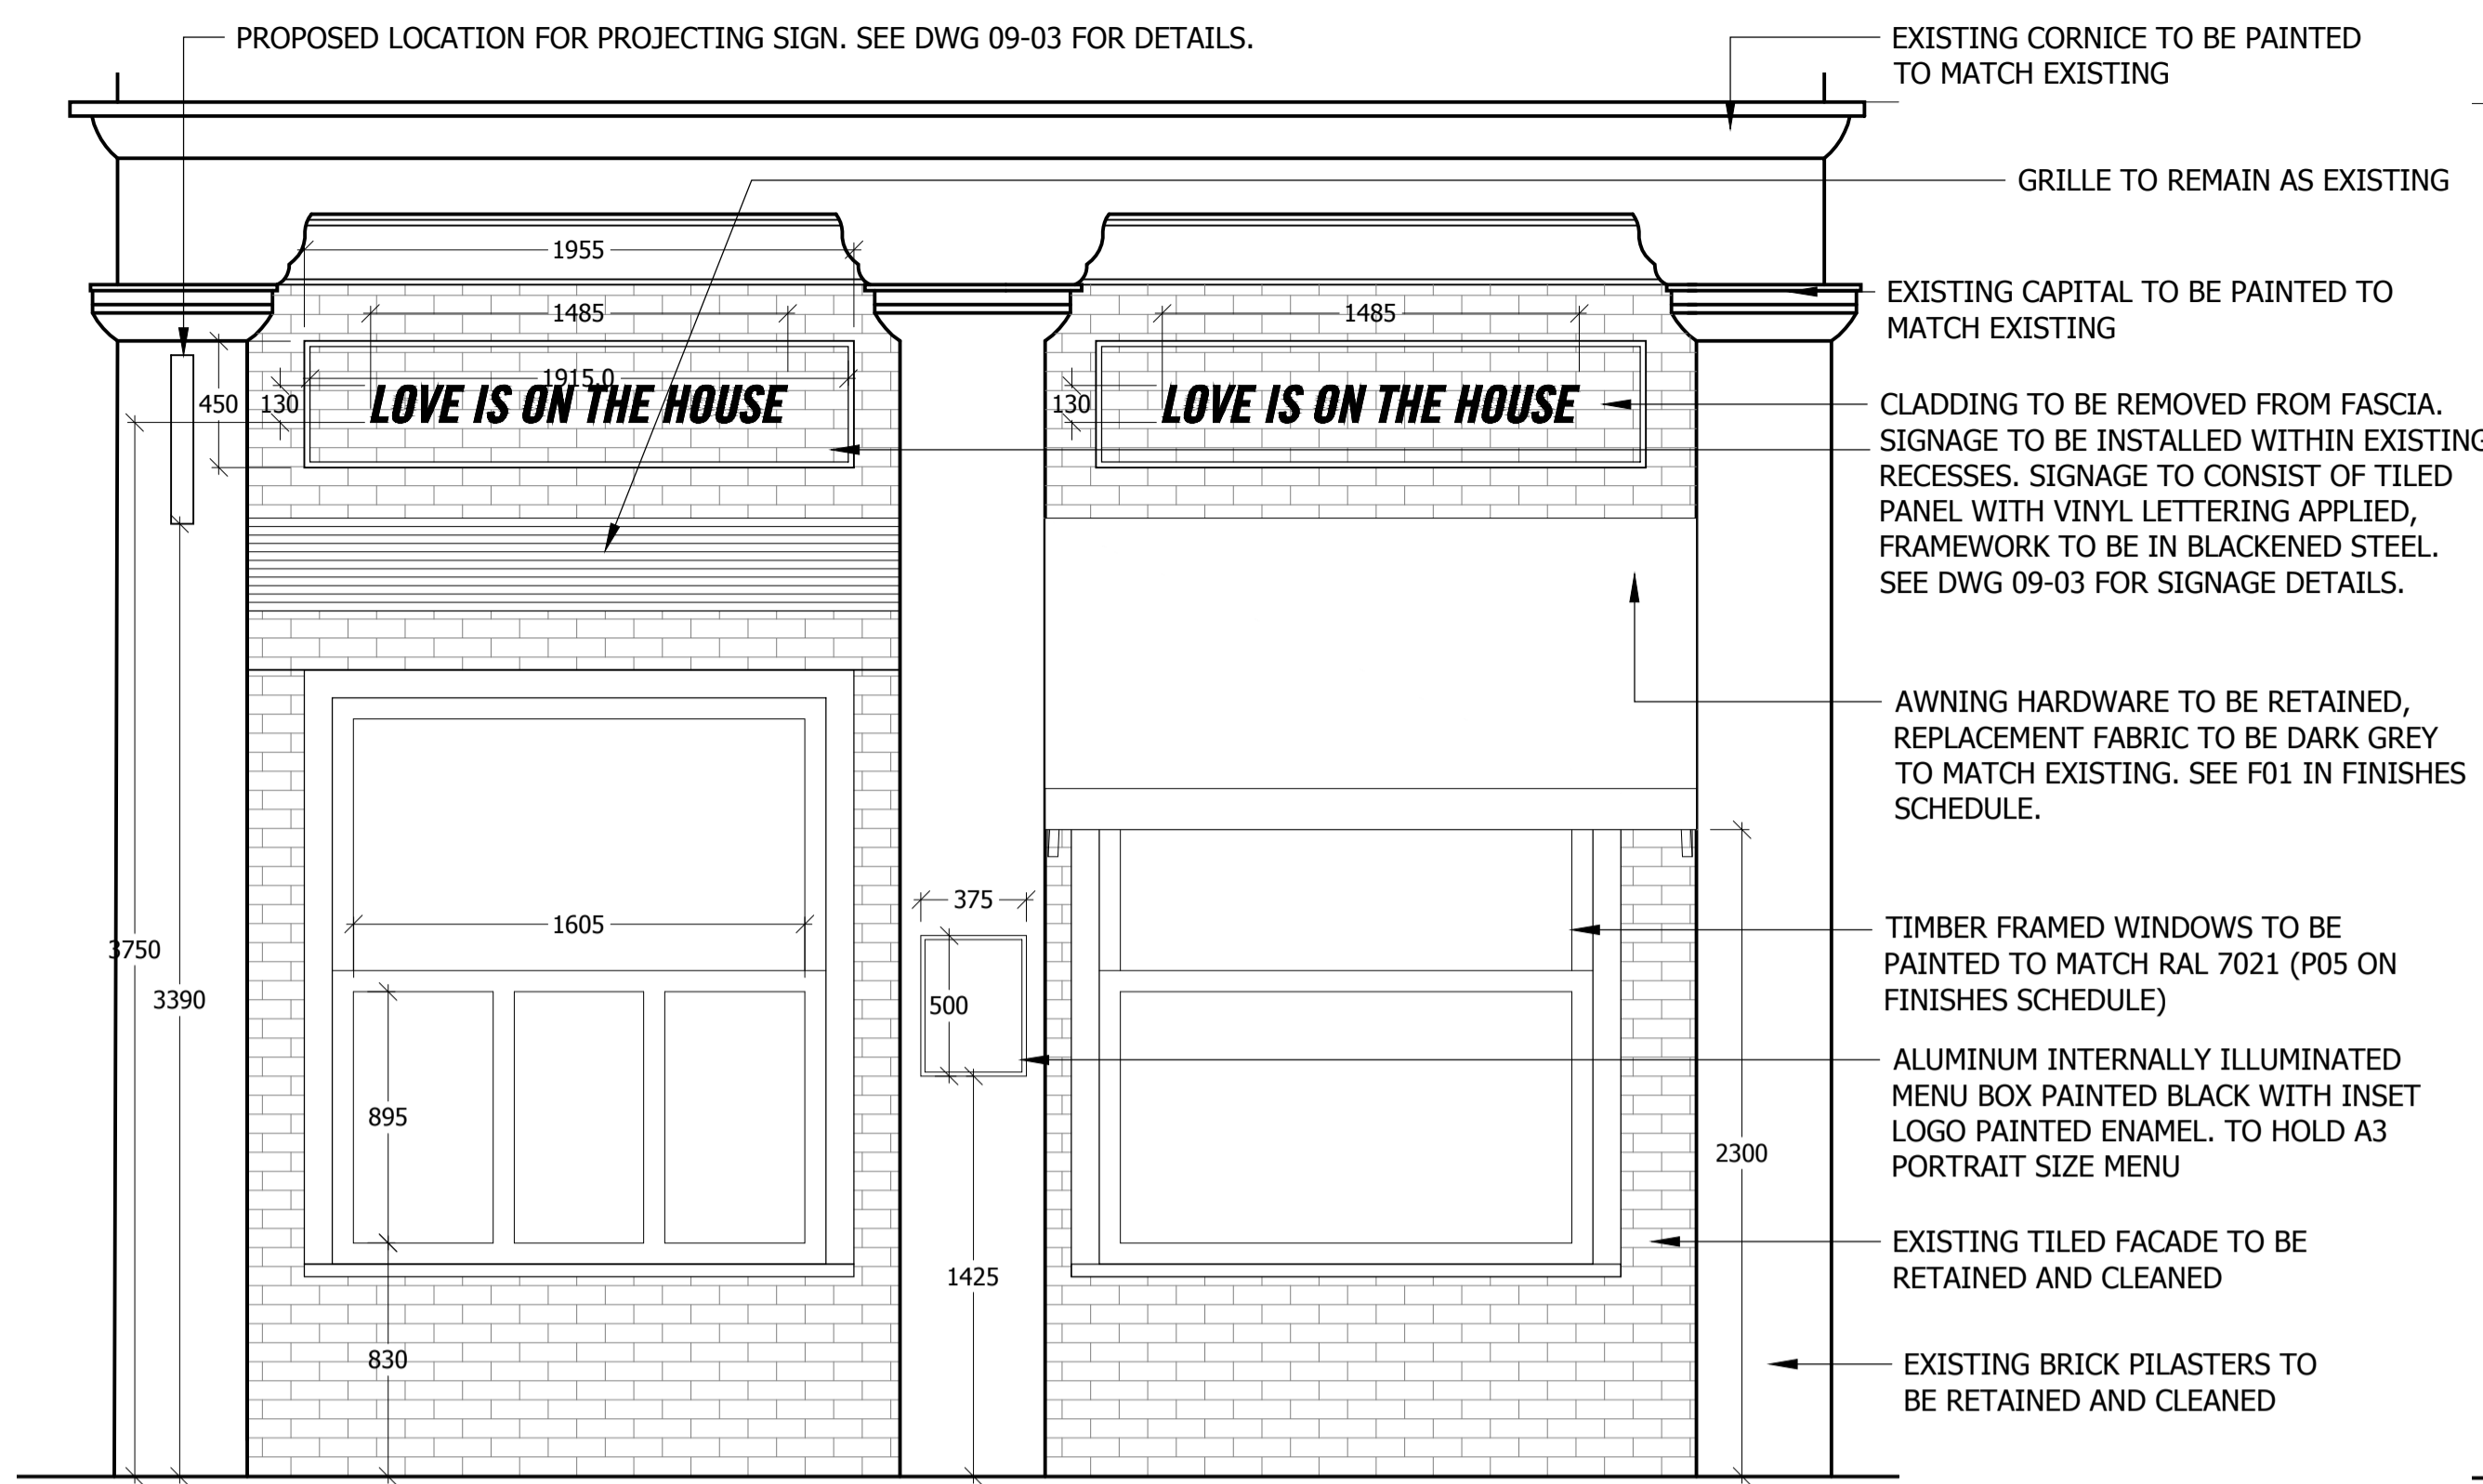 PROPOSED LOCATION FOR PROJECTING SIGN. SEE DWG 09-03 FOR DETAILS.
EXISTING CORNICE TO BE PAINTED
TO MATCH EXISTING
GRILLE TO REMAIN AS EXISTING
1955
1485
1485
EXISTING CAPITAL TO BE PAINTED TO
MATCH EXISTING
1915.0
450
130
LOVE IS ON THE HOUSE
130
LOVE IS ON THE HOUSE
CLADDING TO BE REMOVED FROM FASCIA.
SIGNAGE TO BE INSTALLED WITHIN EXISTING
RECESSES. SIGNAGE TO CONSIST OF TILED
PANEL WITH VINYL LETTERING APPLIED,
FRAMEWORK TO BE IN BLACKENED STEEL.
SEE DWG 09-03 FOR SIGNAGE DETAILS.
AWNING HARDWARE TO BE RETAINED,
REPLACEMENT FABRIC TO BE DARK GREY
TO MATCH EXISTING. SEE F01 IN FINISHES
SCHEDULE.
375
1605
3750
3390
500
TIMBER FRAMED WINDOWS TO BE
PAINTED TO MATCH RAL 7021 (P05 ON
FINISHES SCHEDULE)
895
2300
ALUMINUM INTERNALLY ILLUMINATED
MENU BOX PAINTED BLACK WITH INSET
LOGO PAINTED ENAMEL. TO HOLD A3
PORTRAIT SIZE MENU
1425
EXISTING TILED FACADE TO BE
RETAINED AND CLEANED
830
EXISTING BRICK PILASTERS TO
BE RETAINED AND CLEANED